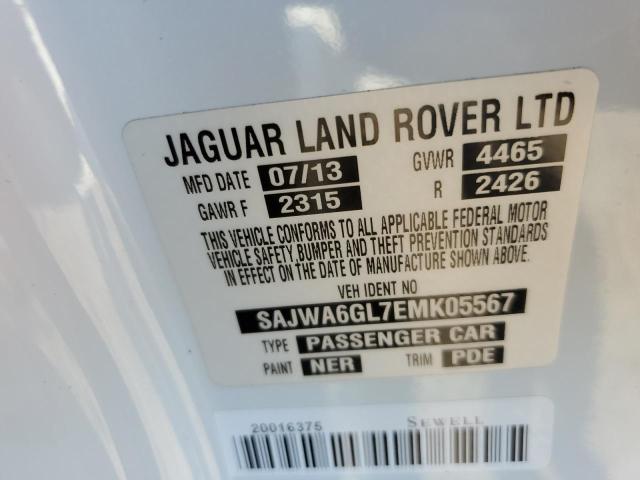 JAGUAR LAND ROVER LTD
MFD DATE 07/13 GVWR 4465
GAWR F 2315 R 2426
THIS VEHICLE CONFORMS TO ALL APPLICABLE FEDERAL MOTOR
VEHICLE SAFETY, BUMPER AND THEFT PREVENTION STANDARDS
IN EFFECT ON THE DATE OF MANUFACTURE SHOWN ABOVE.
VEH IDENT NO
SAJWA6GL7EMK05567
TYPE PASSENGER CAR
PAINT NER TRIM PDE
20016375 SEWELL